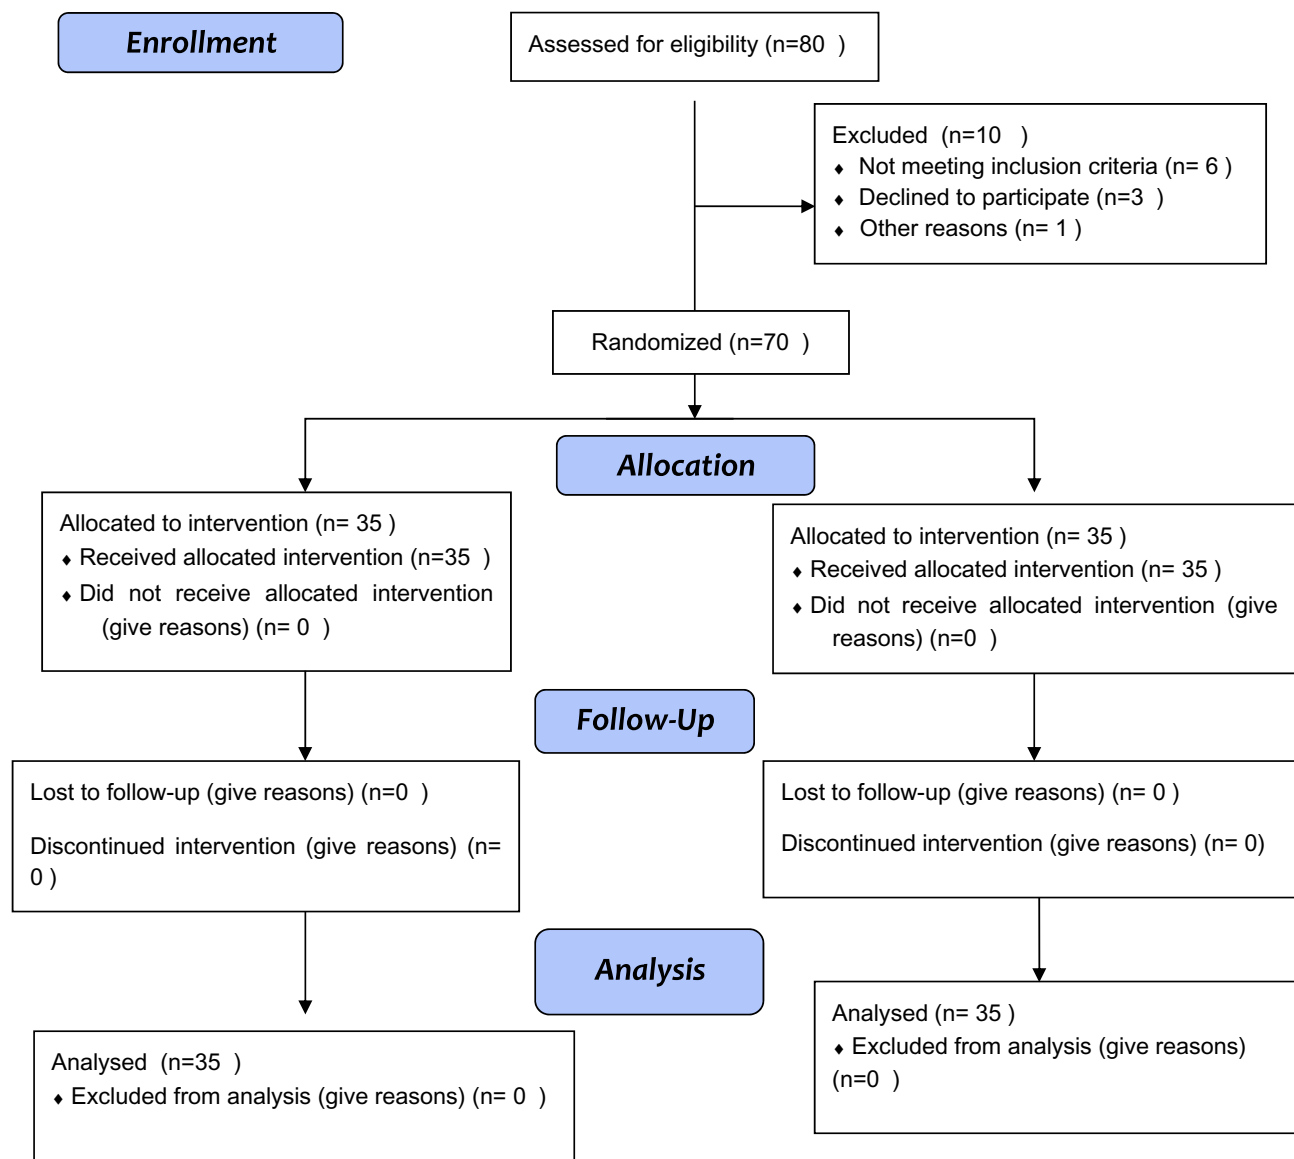 Enrollment
Assessed for eligibility (n=80  )
Excluded  (n=10   )
♦ Not meeting inclusion criteria (n= 6 )
♦ Declined to participate (n=3  )
♦ Other reasons (n= 1 )
Randomized (n=70  )
Allocation
Allocated to intervention (n= 35 )
♦ Received allocated intervention (n=35  )
♦ Did not receive allocated intervention
(give reasons) (n= 0  )
Allocated to intervention (n= 35 )
♦ Received allocated intervention (n= 35 )
♦ Did not receive allocated intervention (give
reasons) (n=0  )
Follow-Up
Lost to follow-up (give reasons) (n=0  )
Discontinued intervention (give reasons) (n=
0 )
Lost to follow-up (give reasons) (n= 0 )
Discontinued intervention (give reasons) (n= 0)
Analysis
Analysed  (n=35  )
♦ Excluded from analysis (give reasons) (n= 0  )
Analysed (n= 35 )
♦ Excluded from analysis (give reasons)
(n=0  )